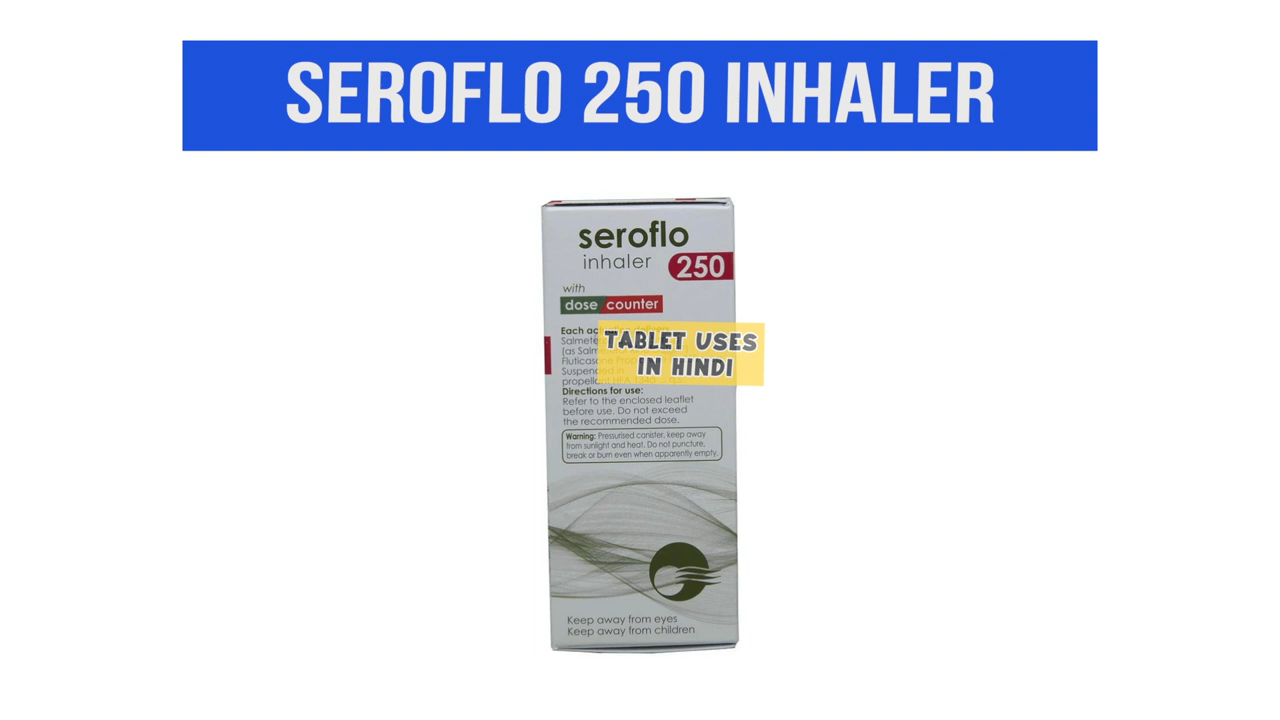 SEROFLO 250 INHALER
seroflo
inhaler 250
with
dose counter
Each
TABLET USES
IN HINDI
(as
Fluticasone
Suspended in
propellant
Directions for use:
Refer to the enclosed leaflet
before use. Do not exceed
the recommended dose.
Warning: Pressurised canister, keep away
from sunlight and heat. Do not puncture,
break or burn even when apparently empty.
Keep away from eyes
Keep away from children